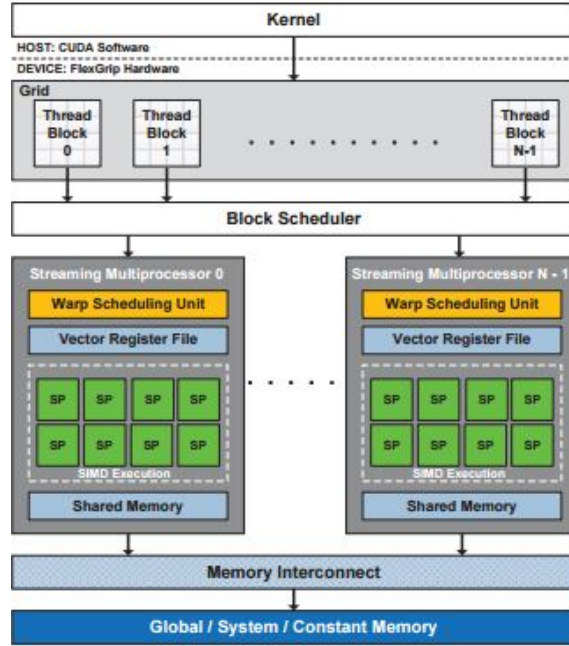 Kernel
HOST: CUDA Software
DEVICE: FlexGrip Hardware
Grid
Thread Block 0
Thread Block 1
. . . . . . . . . .
Thread Block N-1
Block Scheduler
Streaming Multiprocessor 0
Warp Scheduling Unit
Vector Register File
SP SP SP SP
SP SP SP SP
SIMD Execution
Shared Memory
. . . . .
Streaming Multiprocessor N - 1
Warp Scheduling Unit
Vector Register File
SP SP SP SP
SP SP SP SP
SIMD Execution
Shared Memory
Memory Interconnect
Global / System / Constant Memory